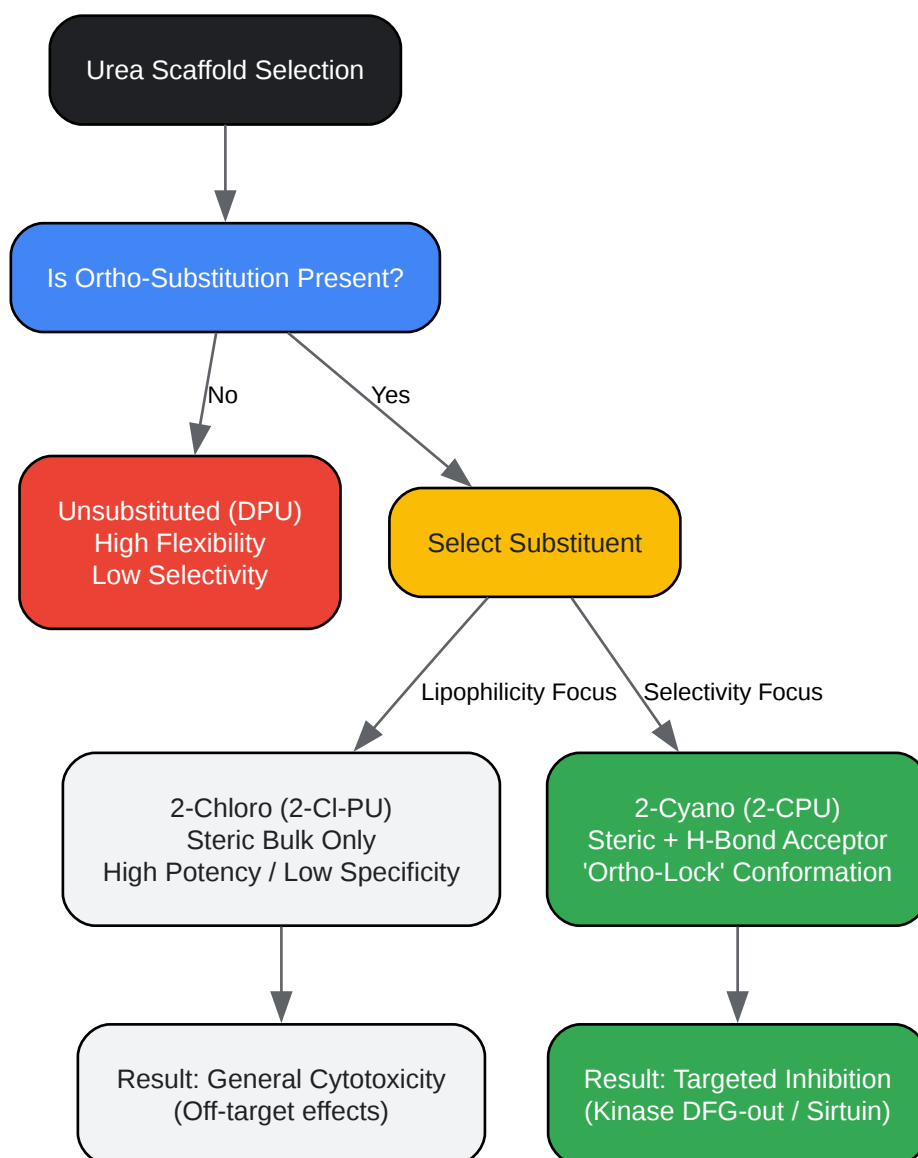 Urea Scaffold Selection
Is Ortho-Substitution Present?
No
Yes
Unsubstituted (DPU)
High Flexibility
Low Selectivity
Select Substituent
Lipophilicity Focus
Selectivity Focus
2-Chloro (2-Cl-PU)
Steric Bulk Only
High Potency / Low Specificity
2-Cyano (2-CPU)
Steric + H-Bond Acceptor
'Ortho-Lock' Conformation
Result: General Cytotoxicity
(Off-target effects)
Result: Targeted Inhibition
(Kinase DFG-out / Sirtuin)